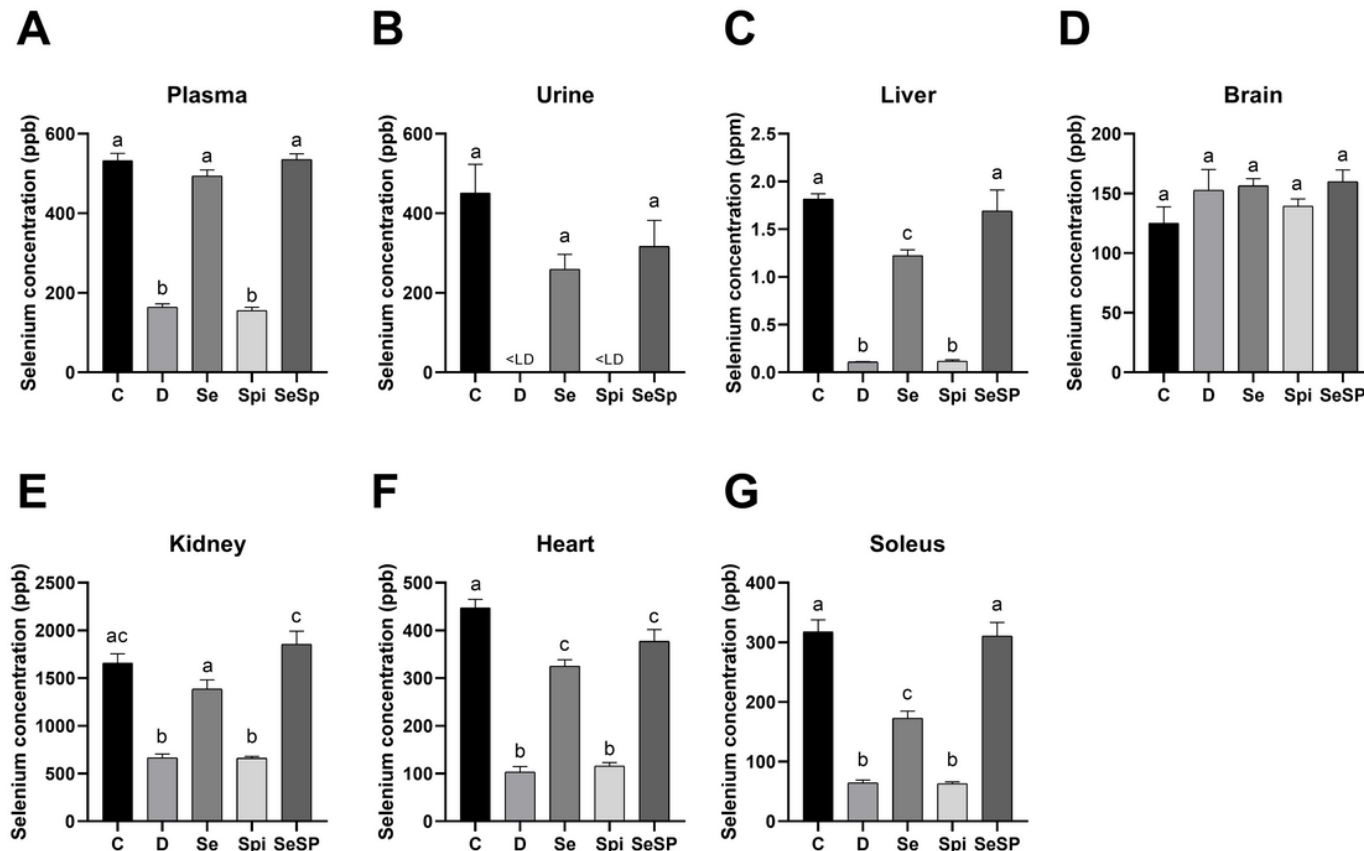 A
Plasma
Selenium concentration (ppb)
600
400
200
0
a
b
a
b
a
C D Se Spi SeSp
B
Urine
Selenium concentration (ppb)
600
400
200
0
a
<LD
a
<LD
a
C D Se Spi SeSp
C
Liver
Selenium concentration (ppm)
2.5
2.0
1.5
1.0
0.5
0.0
a
b
c
b
a
C D Se Spi SeSP
D
Brain
Selenium concentration (ppb)
200
150
100
50
0
a
a
a
a
a
C D Se Spi SeSP
E
Kidney
Selenium concentration (ppb)
2500
2000
1500
1000
500
0
ac
b
a
b
c
C D Se Spi SeSP
F
Heart
Selenium concentration (ppb)
500
400
300
200
100
0
a
b
c
b
c
C D Se Spi SeSP
G
Soleus
Selenium concentration (ppb)
400
300
200
100
0
a
b
c
b
a
C D Se Spi SeSP